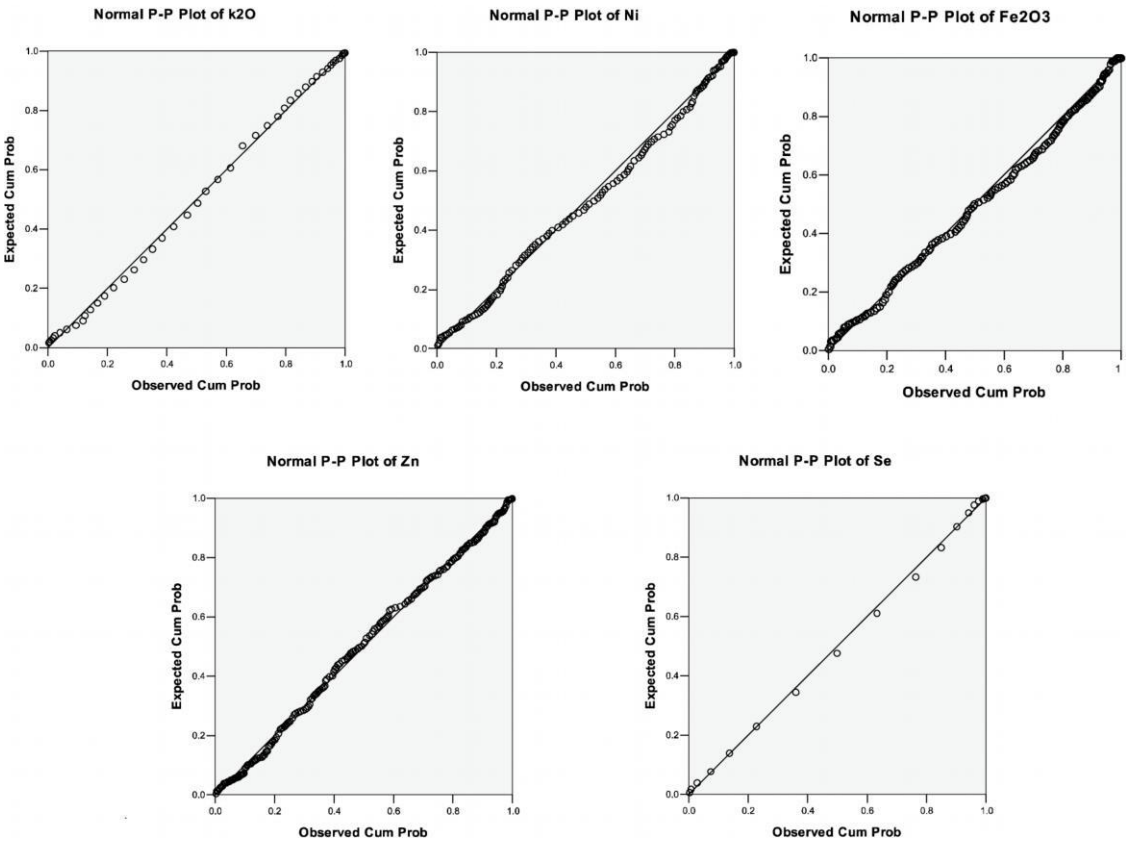 Normal P-P Plot of k2O
Expected Cum Prob
1.0
0.8
0.6
0.4
0.2
0.0
0.0 0.2 0.4 0.6 0.8 1.0
Observed Cum Prob
Normal P-P Plot of Ni
Expected Cum Prob
1.0
0.8
0.6
0.4
0.2
0.0
0.0 0.2 0.4 0.6 0.8 1.0
Observed Cum Prob
Normal P-P Plot of Fe2O3
Expected Cum Prob
1.0
0.8
0.6
0.4
0.2
0.0
0.0 0.2 0.4 0.6 0.8 1
Observed Cum Prob
Normal P-P Plot of Zn
Expected Cum Prob
1.0
0.8
0.6
0.4
0.2
0.0
0.0 0.2 0.4 0.6 0.8 1.0
Observed Cum Prob
Normal P-P Plot of Se
Expected Cum Prob
1.0
0.8
0.6
0.4
0.2
0.0
0.0 0.2 0.4 0.6 0.8 1.0
Observed Cum Prob